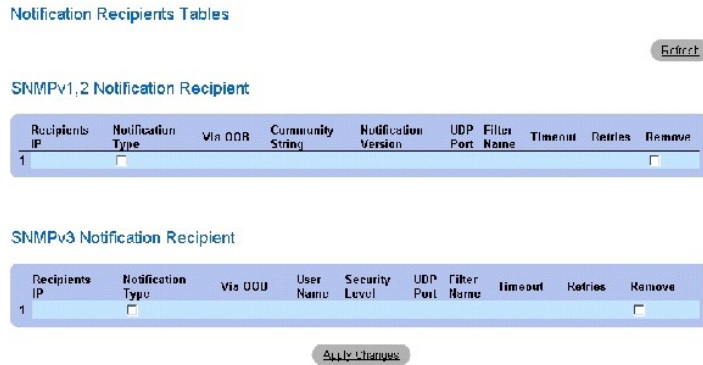 Notification Recipients Tables
Refresh
SNMPv1,2 Notification Recipient
Recipients IP Notification Type Via OOB Community String Notification Version UDP Port Filter Name Timeout Retries Remove
1
SNMPv3 Notification Recipient
Recipients IP Notification Type Via OOB User Name Security Level UDP Port Filter Name Timeout Retries Remove
1
Apply Changes